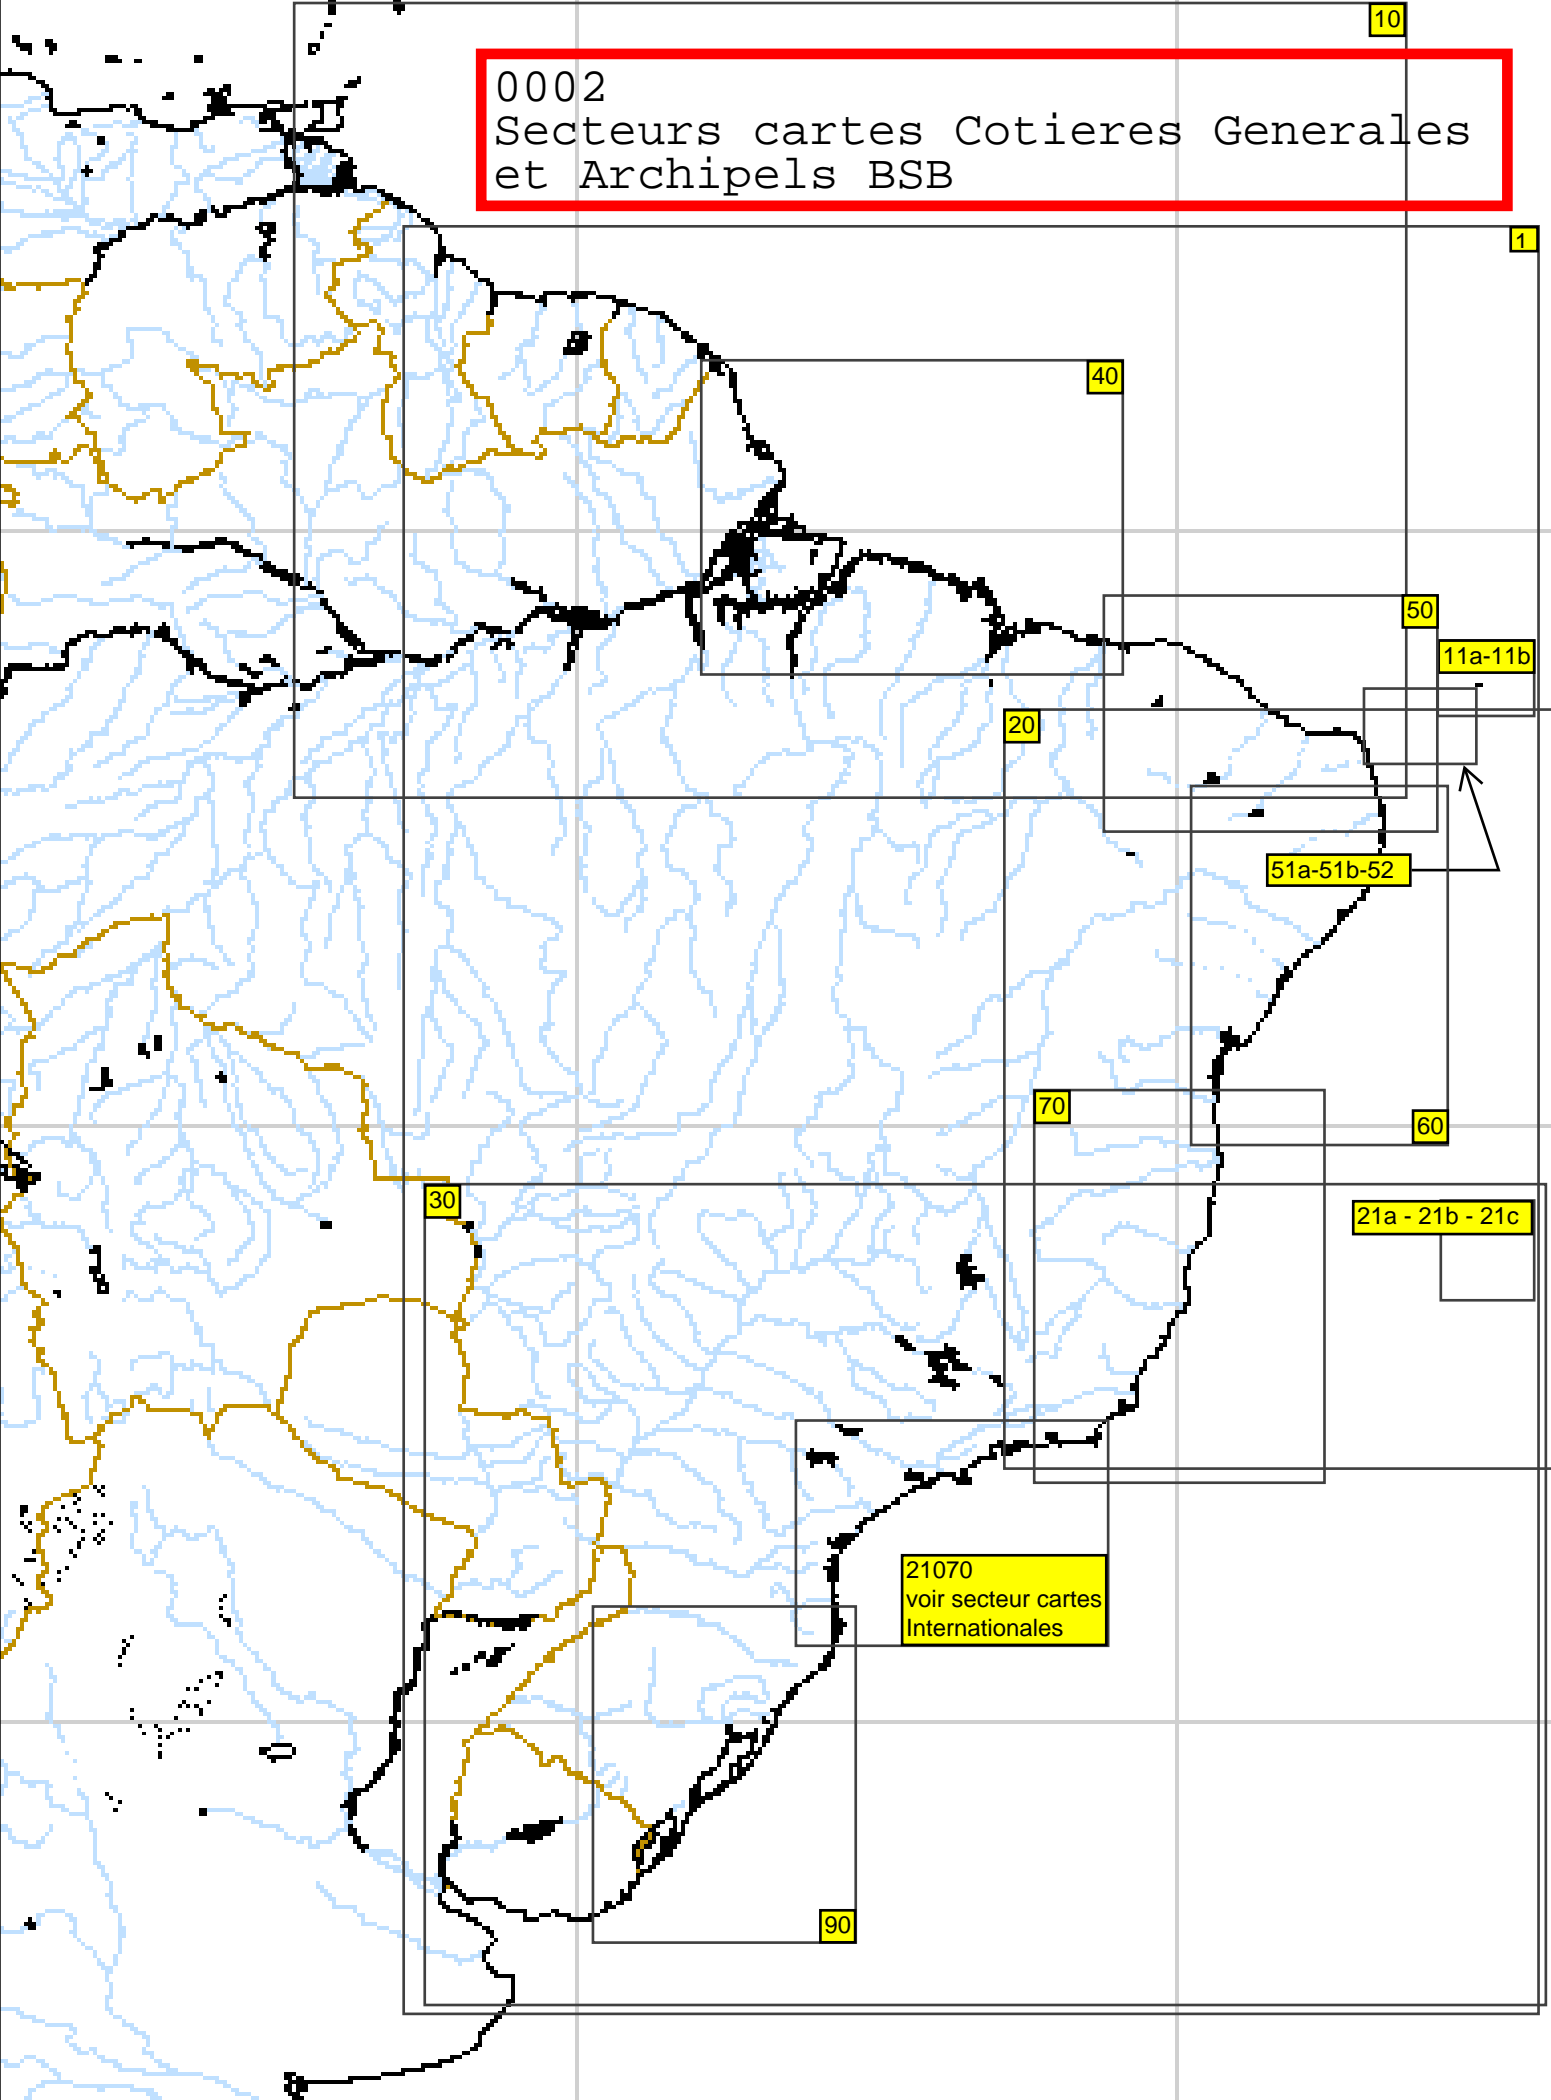 10
0002
Secteurs cartes Cotieres Generales
et Archipels BSB
1
40
50
11a-11b
20
51a-51b-52
70
60
30
21a - 21b - 21c
21070
voir secteur cartes
Internationales
90